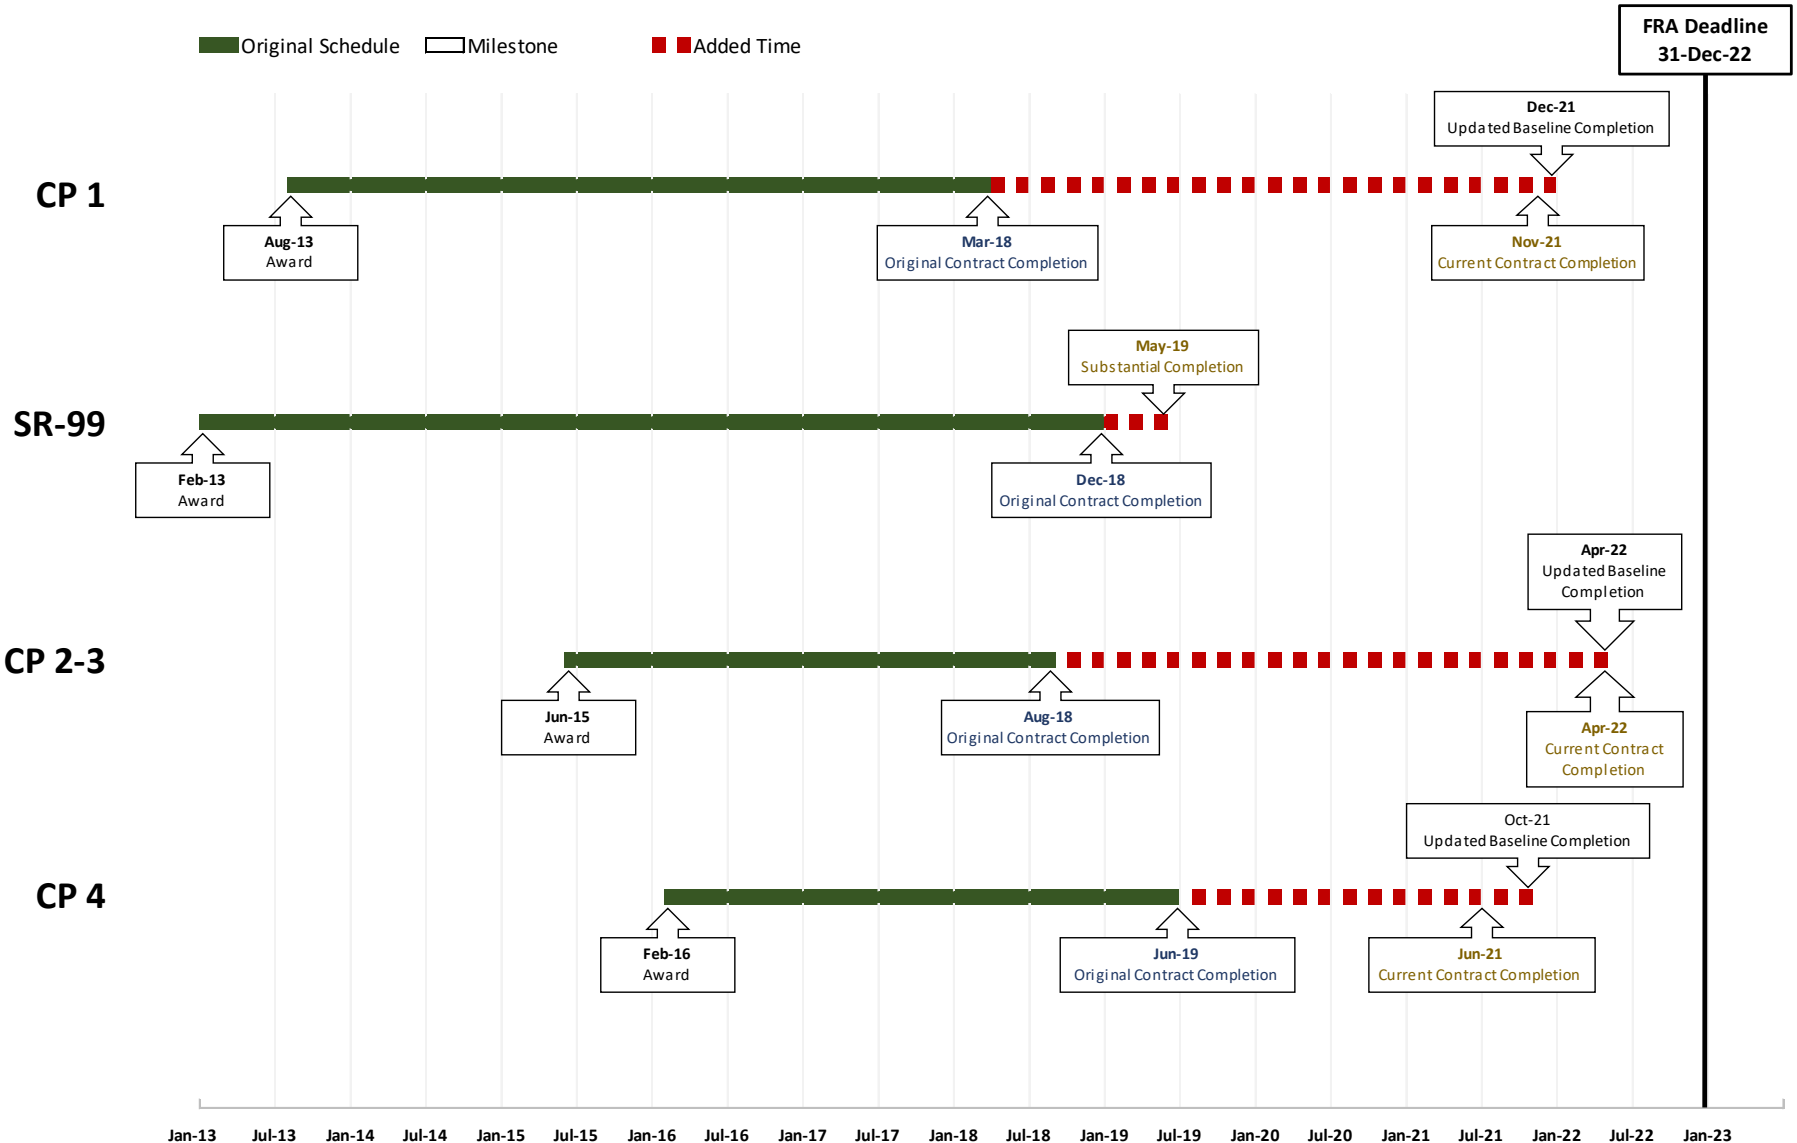 FRA Deadline
31-Dec-22
Original Schedule
Milestone
Added Time
Dec-21
Updated Baseline Completion
CP 1
Aug-13
Award
Mar-18
Original Contract Completion
Nov-21
Current Contract Completion
May-19
Substantial Completion
SR-99
Feb-13
Award
Dec-18
Original Contract Completion
Apr-22
Updated Baseline
Completion
CP 2-3
Jun-15
Award
Aug-18
Original Contract Completion
Apr-22
Current Contract
Completion
Oct-21
Updated Baseline Completion
CP 4
Feb-16
Award
Jun-19
Original Contract Completion
Jun-21
Current Contract Completion
Jan-13 Jul-13 Jan-14 Jul-14 Jan-15 Jul-15 Jan-16 Jul-16 Jan-17 Jul-17 Jan-18 Jul-18 Jan-19 Jul-19 Jan-20 Jul-20 Jan-21 Jul-21 Jan-22 Jul-22 Jan-23